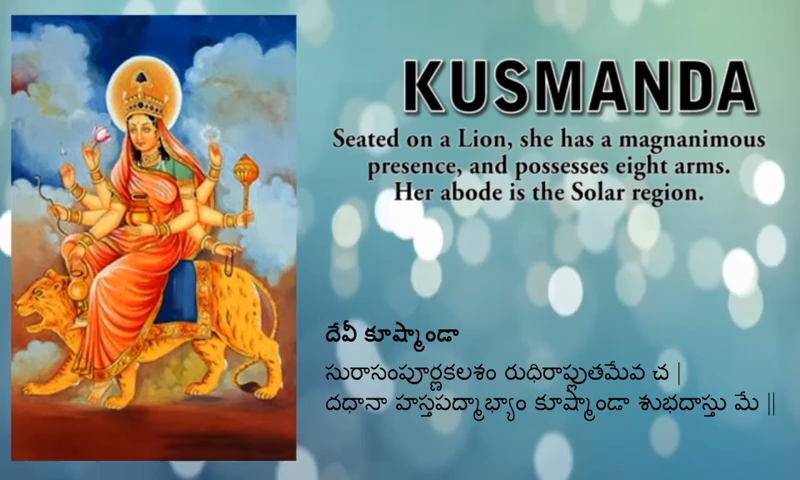 KUSMANDA
Seated on a Lion, she has a magnanimous
presence, and possesses eight arms.
Her abode is the Solar region.
దేవీ కూష్మాండా
సురాసంపూర్ణకలశం రుధిరాప్లుతమేవ చ |
దధానా హస్తపద్మాభ్యాం కూష్మాండా శుభదాస్తు మే ||